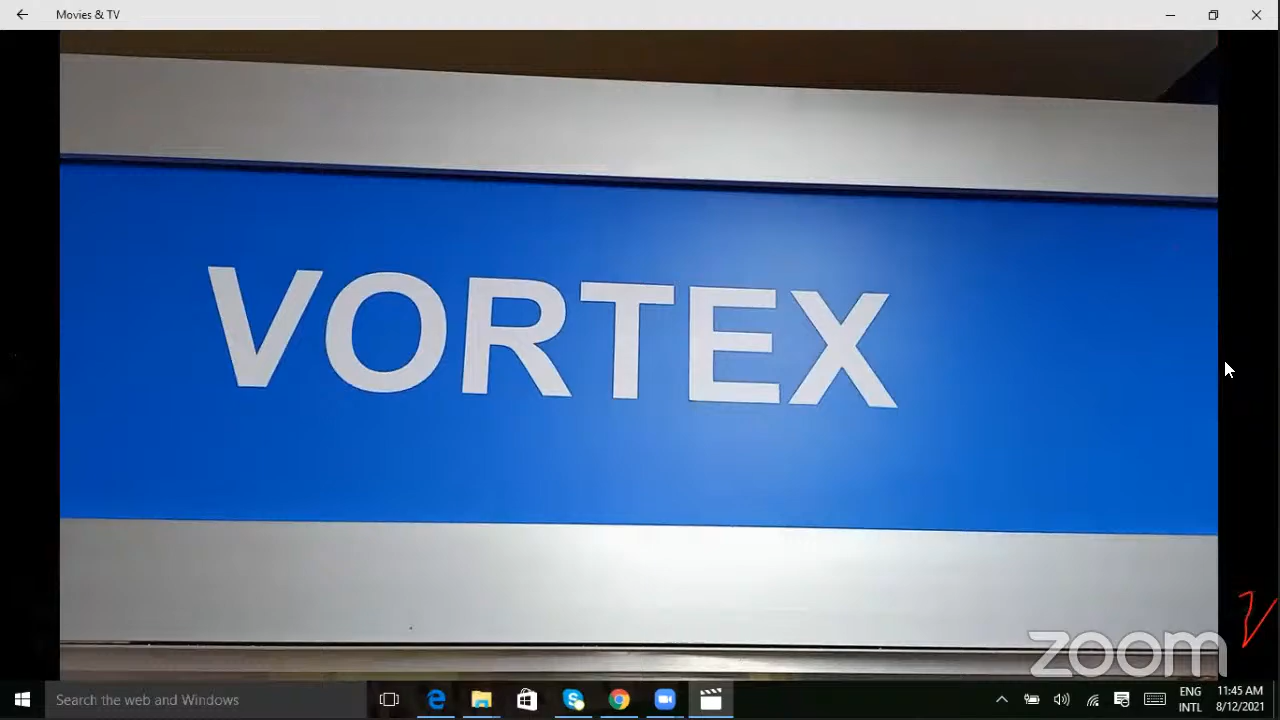 Movies & TV
VORTEX
zoom
Search the web and Windows
ENG
INTL
11:45 AM
8/12/2021